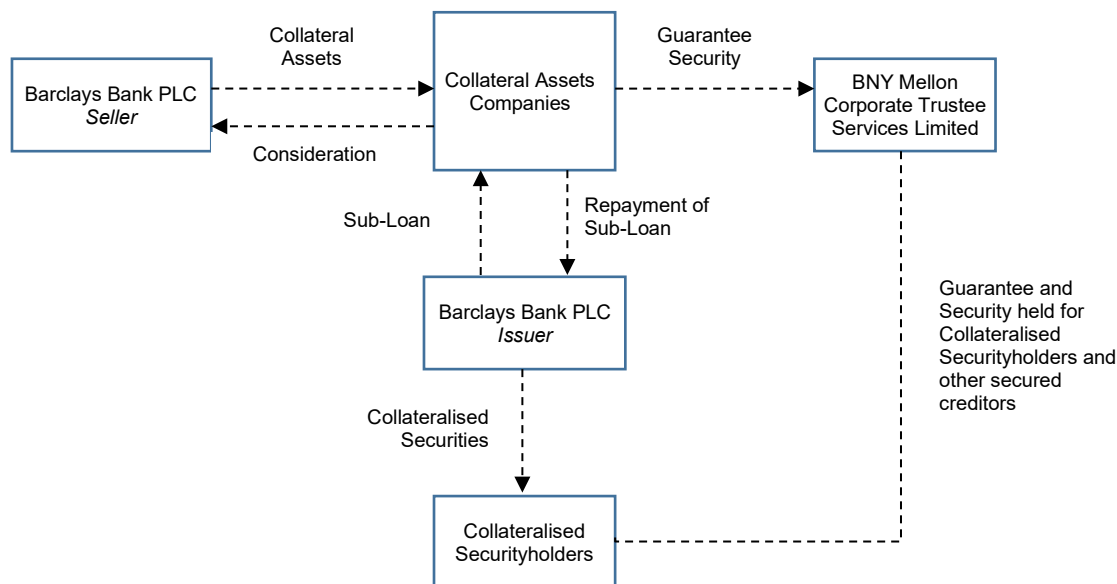 Collateral
Assets
Guarantee
Security
Barclays Bank PLC
Seller
Collateral Assets
Companies
BNY Mellon
Corporate Trustee
Services Limited
Consideration
Sub-Loan
Repayment of
Sub-Loan
Barclays Bank PLC
Issuer
Guarantee and
Security held for
Collateralised
Securityholders and
other secured
creditors
Collateralised
Securities
Collateralised
Securityholders